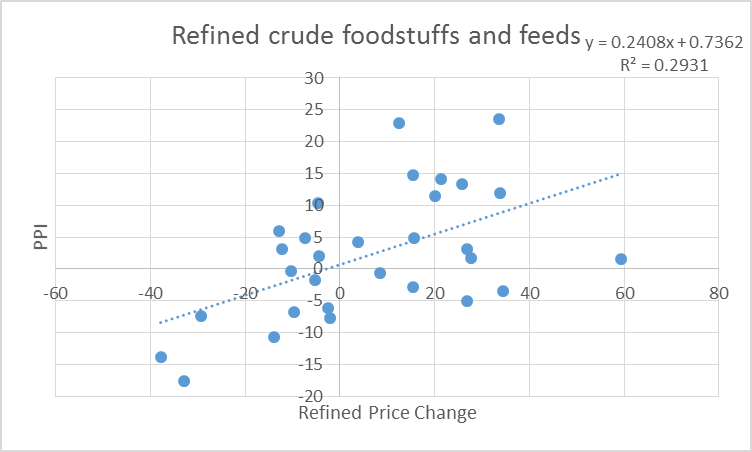 Refined crude foodstuffs and feeds
y = 0.2408x + 0.7362
R² = 0.2931
30
25
20
15
10
5
0
-5
-10
-15
-20
PPI
-60 -40 -20 0 20 40 60 80
Refined Price Change